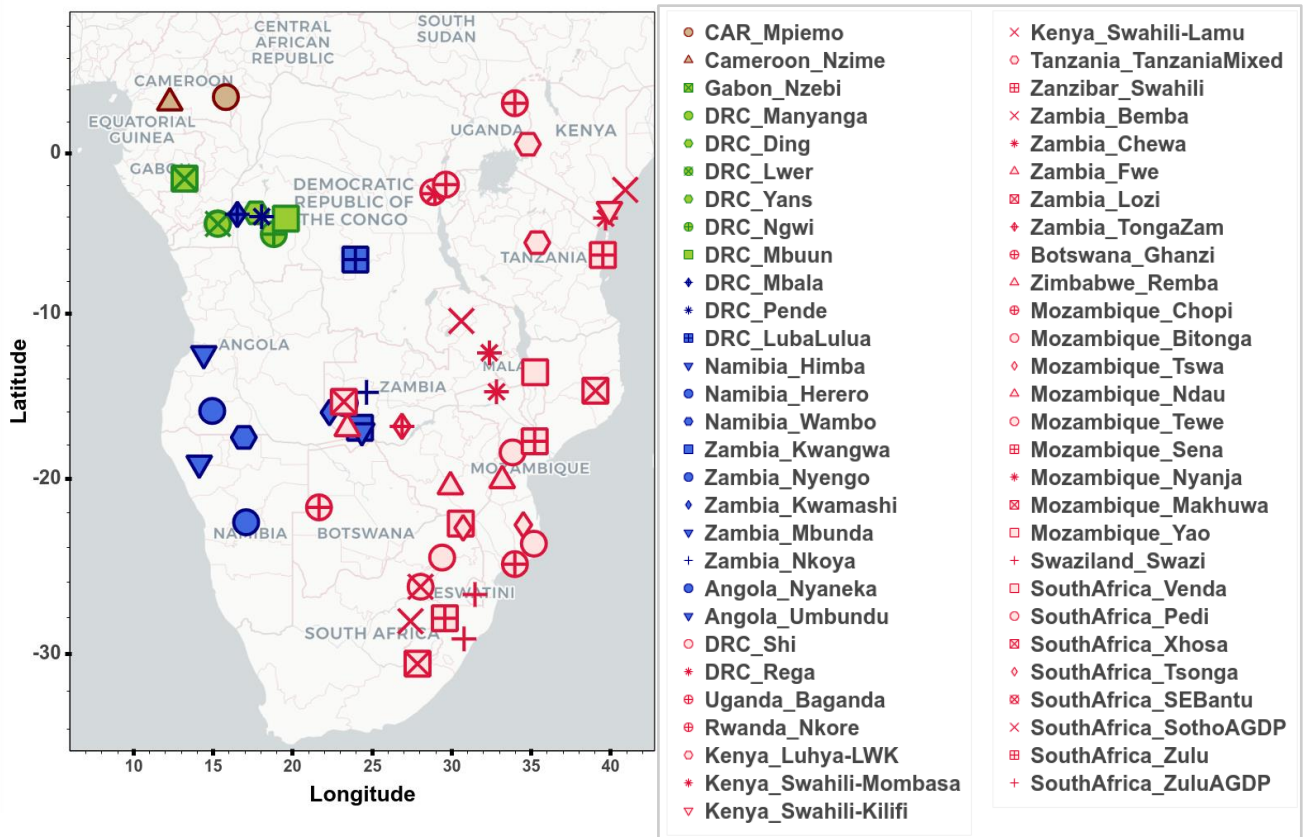 SOUTH
SUDAN
CENTRAL
AFRICAN
REPUBLIC
CAMEROON
EQUATORIAL
GUINEA
UGANDA
KENYA
GABO
DEMOCRATIC
REPUBLIC OF
THE CONGO
TANZANIA
ANGOLA
MALA
ZAMBIA
MOZAMBIQUE
NAMIBIA
BOTSWANA
ESWATINI
SOUTH AFRICA
0
-10
-20
-30
Latitude
10
15
20
25
30
35
40
Longitude
CAR_Mpiemo
Cameroon_Nzime
Gabon_Nzebi
DRC_Manyanga
DRC_Ding
DRC_Lwer
DRC_Yans
DRC_Ngwi
DRC_Mbuun
DRC_Mbala
DRC_Pende
DRC_LubaLulua
Namibia_Himba
Namibia_Herero
Namibia_Wambo
Zambia_Kwangwa
Zambia_Nyengo
Zambia_Kwamashi
Zambia_Mbunda
Zambia_Nkoya
Angola_Nyaneka
Angola_Umbundu
DRC_Shi
DRC_Rega
Uganda_Baganda
Rwanda_Nkore
Kenya_Luhya-LWK
Kenya_Swahili-Mombasa
Kenya_Swahili-Kilifi
Kenya_Swahili-Lamu
Tanzania_TanzaniaMixed
Zanzibar_Swahili
Zambia_Bemba
Zambia_Chewa
Zambia_Fwe
Zambia_Lozi
Zambia_TongaZam
Botswana_Ghanzi
Zimbabwe_Remba
Mozambique_Chopi
Mozambique_Bitonga
Mozambique_Tswa
Mozambique_Ndau
Mozambique_Tewe
Mozambique_Sena
Mozambique_Nyanja
Mozambique_Makhuwa
Mozambique_Yao
Swaziland_Swazi
SouthAfrica_Venda
SouthAfrica_Pedi
SouthAfrica_Xhosa
SouthAfrica_Tsonga
SouthAfrica_SEBantu
SouthAfrica_SothoAGDP
SouthAfrica_Zulu
SouthAfrica_ZuluAGDP